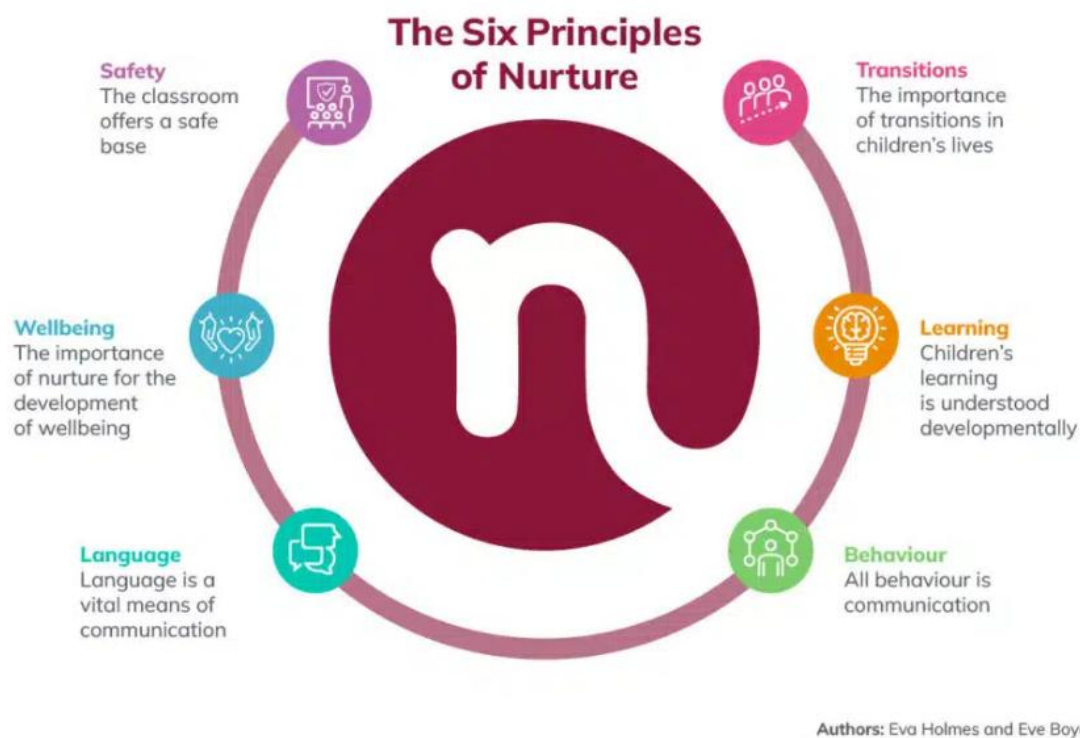 The Six Principles
of Nurture
Safety
The classroom
offers a safe
base
Transitions
The importance
of transitions in
children's lives
n
Wellbeing
The importance
of nurture for the
development
of wellbeing
Learning
Children's
learning
is understood
developmentally
Language
Language is a
vital means of
communication
Behaviour
All behaviour is
communication
Authors: Eva Holmes and Eve Boy